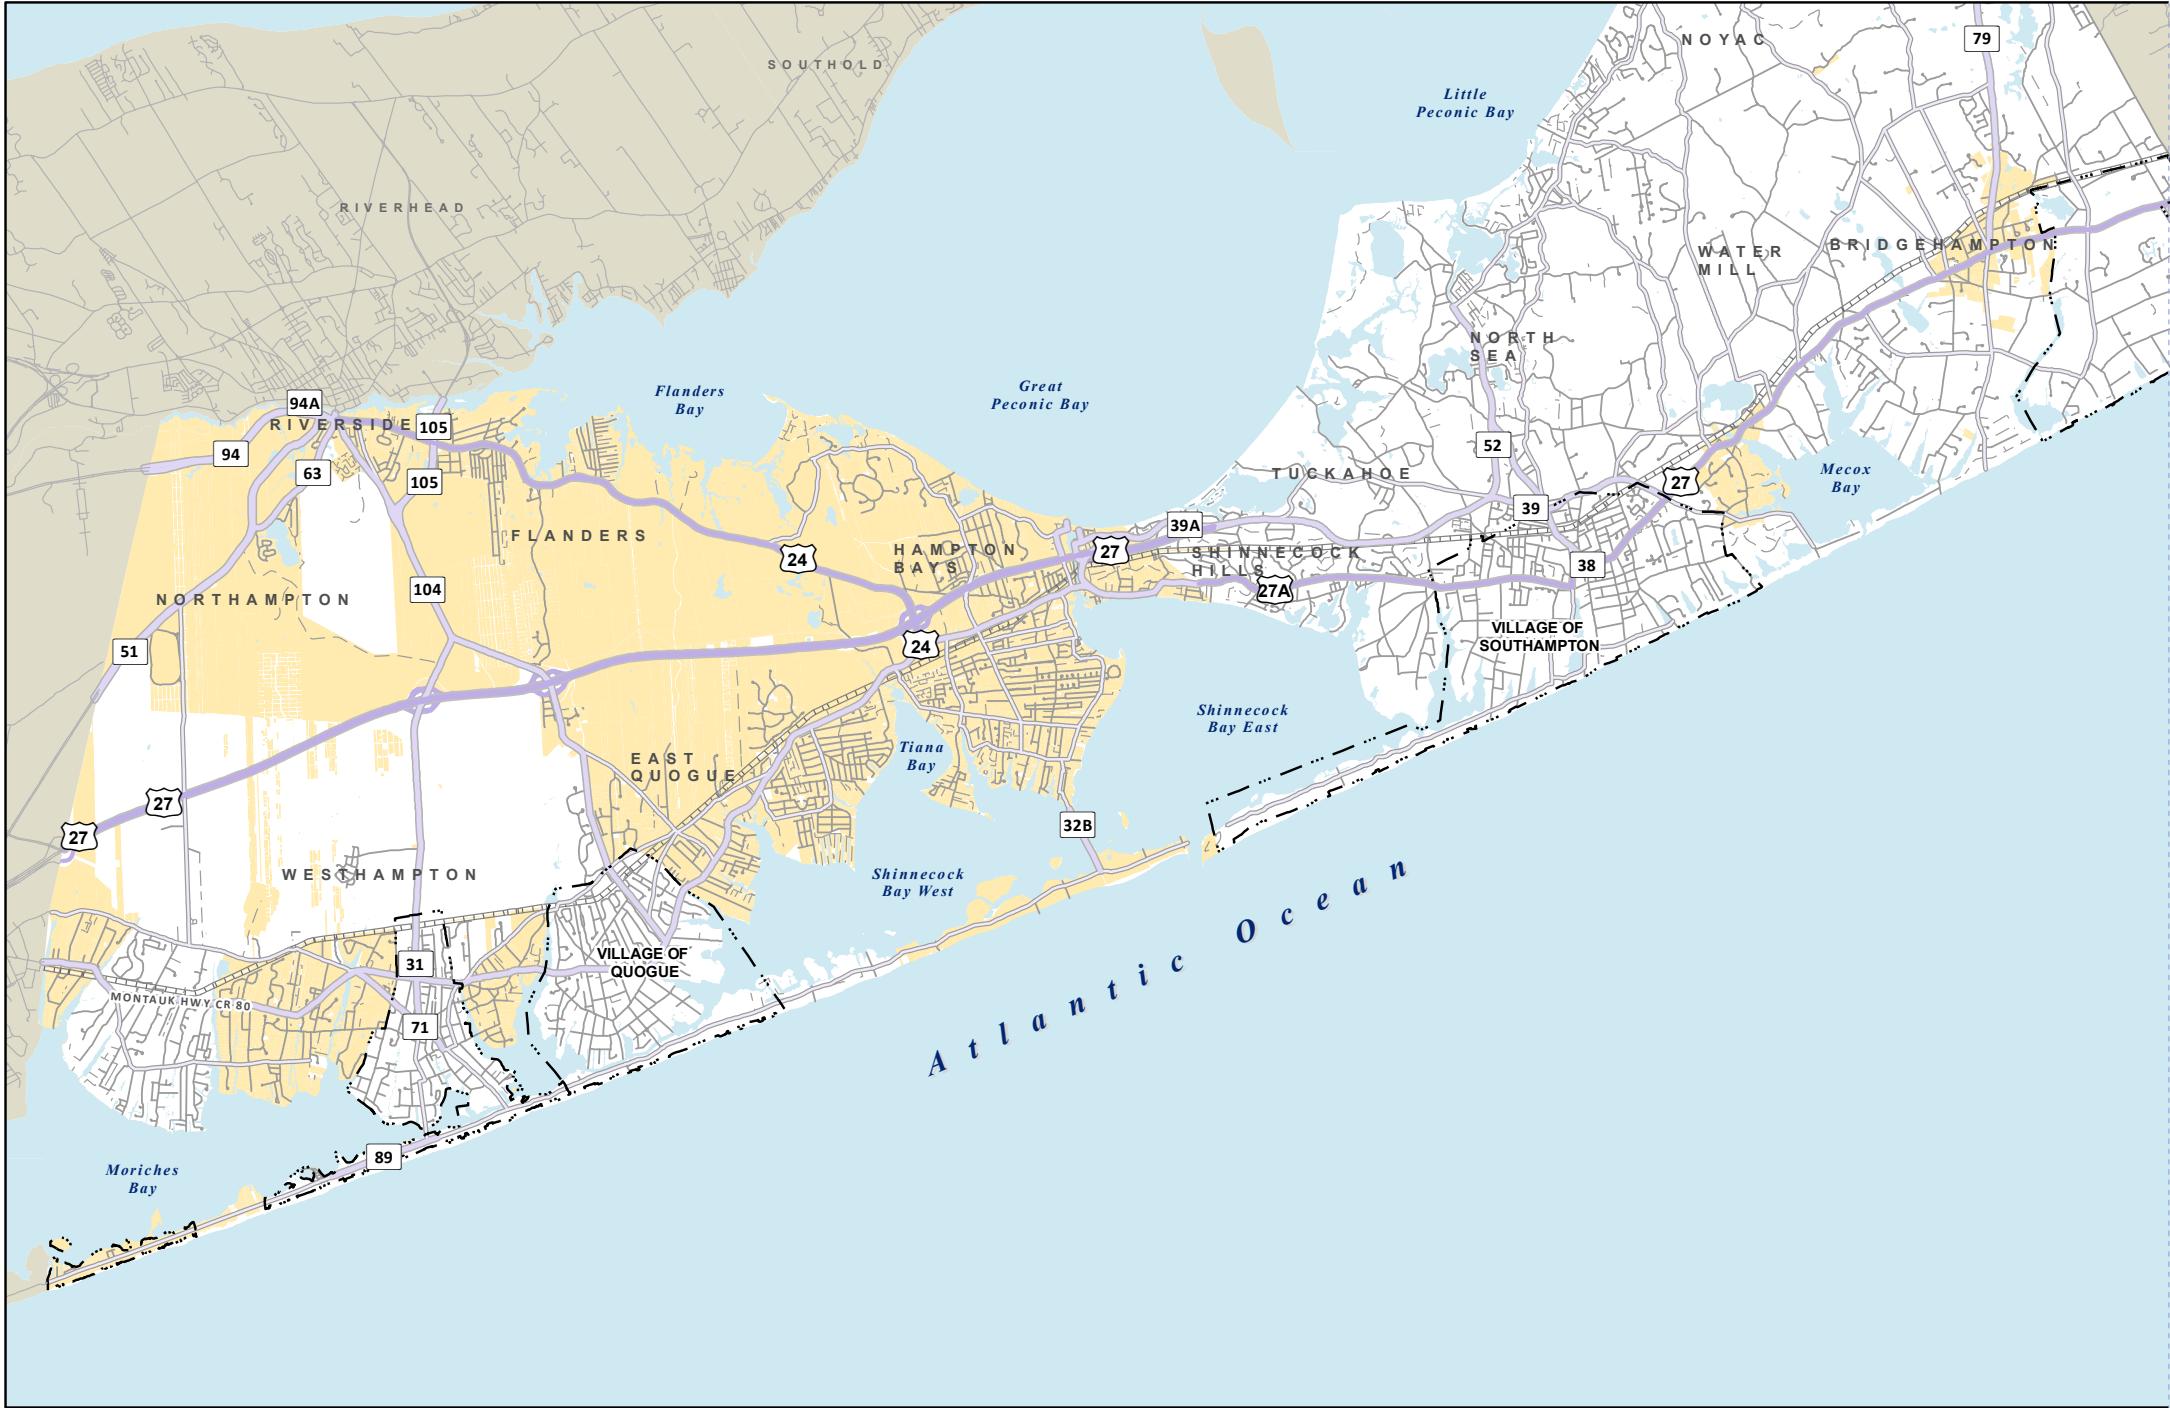 NOYAC
79
SOUTHOLD
Little
Peconic Bay
RIVERHEAD
WATER
MILL
BRIDGEHAMPTON
NORTH
SEA
Flanders
Bay
Great
Peconic Bay
94A
RIVERSIDE
105
94
63
105
52
TUCKAHOE
27
Mecox
Bay
39
39A
FLANDERS
24
HAMPTON
BAYS
27
SHINNECOCK
HILLS
27A
38
104
NORTHAMPTON
51
24
VILLAGE OF
SOUTHAMPTON
Shinnecock
Bay East
Tiana
Bay
EAST
QUOGUE
27
27
32B
WESTHAMPTON
Shinnecock
Bay West
Atlantic Ocean
31
VILLAGE OF
QUOGUE
MONTAUK HWY CR 80
71
89
Moriches
Bay